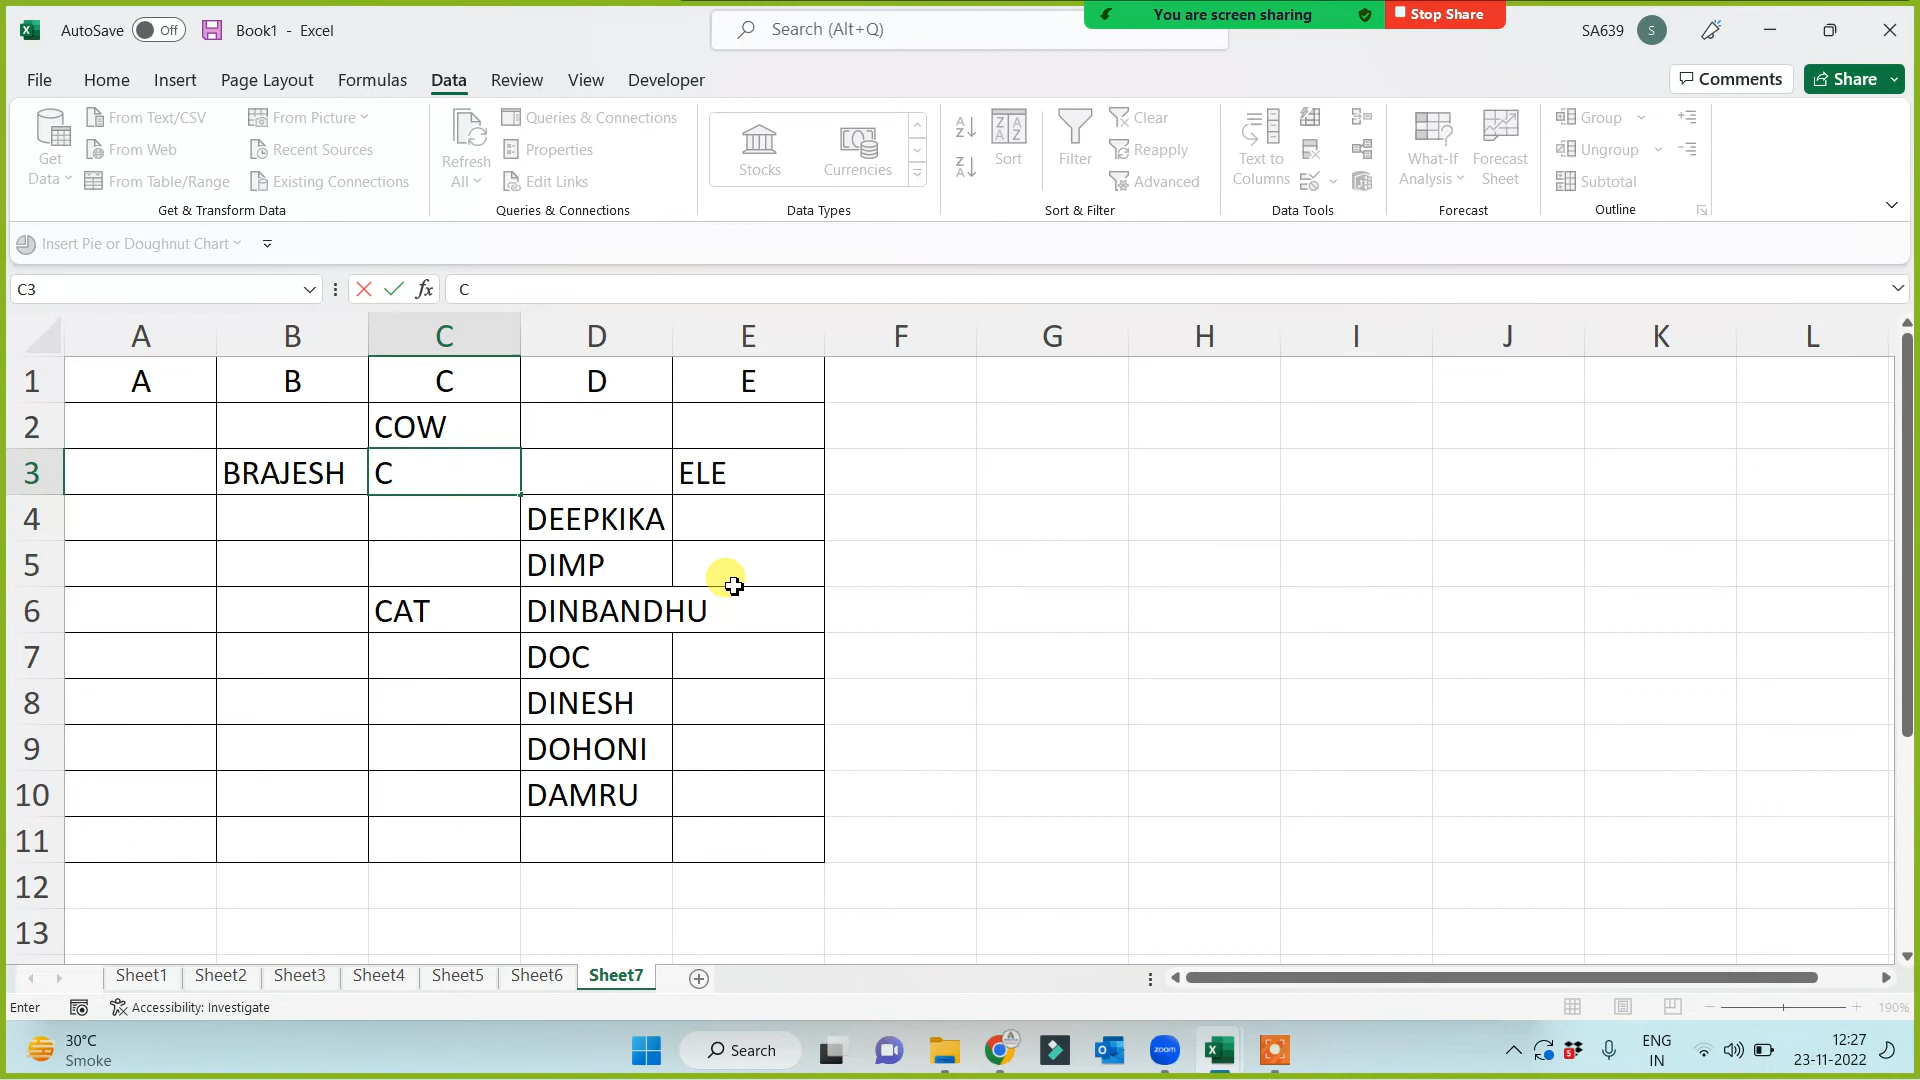 AutoSave Off Book1 - Excel Search (Alt+Q) You are screen sharing Stop Share SA639 S
File Home Insert Page Layout Formulas Data Review View Developer Comments Share
Get Data From Text/CSV From Web From Table/Range From Picture Recent Sources Existing Connections
Get & Transform Data
Refresh All Queries & Connections Properties Edit Links
Queries & Connections
Stocks Currencies
Data Types
Sort Filter Clear Reapply Advanced
Sort & Filter
Text to Columns
Data Tools
What-If Analysis Forecast Sheet
Forecast
Group Ungroup Subtotal
Outline
Insert Pie or Doughnut Chart
C3 fx C
A B C D E F G H I J K L
1 A B C D E
2 COW
3 BRAJESH C ELE
4 DEEPKIKA
5 DIMP
6 CAT DINBANDHU
7 DOC
8 DINESH
9 DOHONI
10 DAMRU
11
12
13
Sheet1 Sheet2 Sheet3 Sheet4 Sheet5 Sheet6 Sheet7
Enter Accessibility: Investigate 190%
30°C
Smoke
Search
zoom
ENG
IN
12:27
23-11-2022